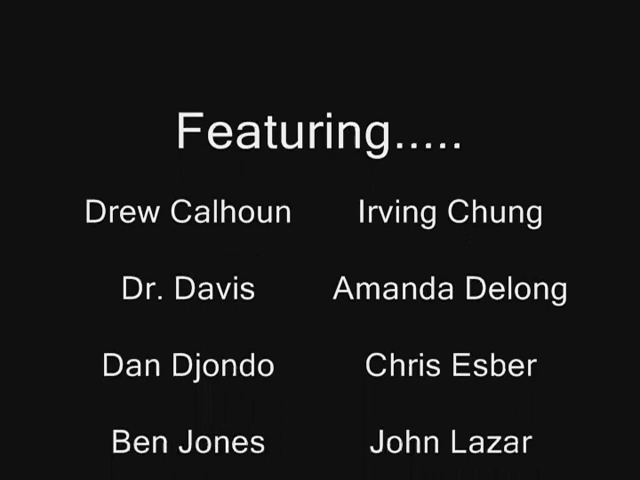 Featuring.....
Drew Calhoun Irving Chung
Dr. Davis Amanda Delong
Dan Djondo Chris Esber
Ben Jones John Lazar